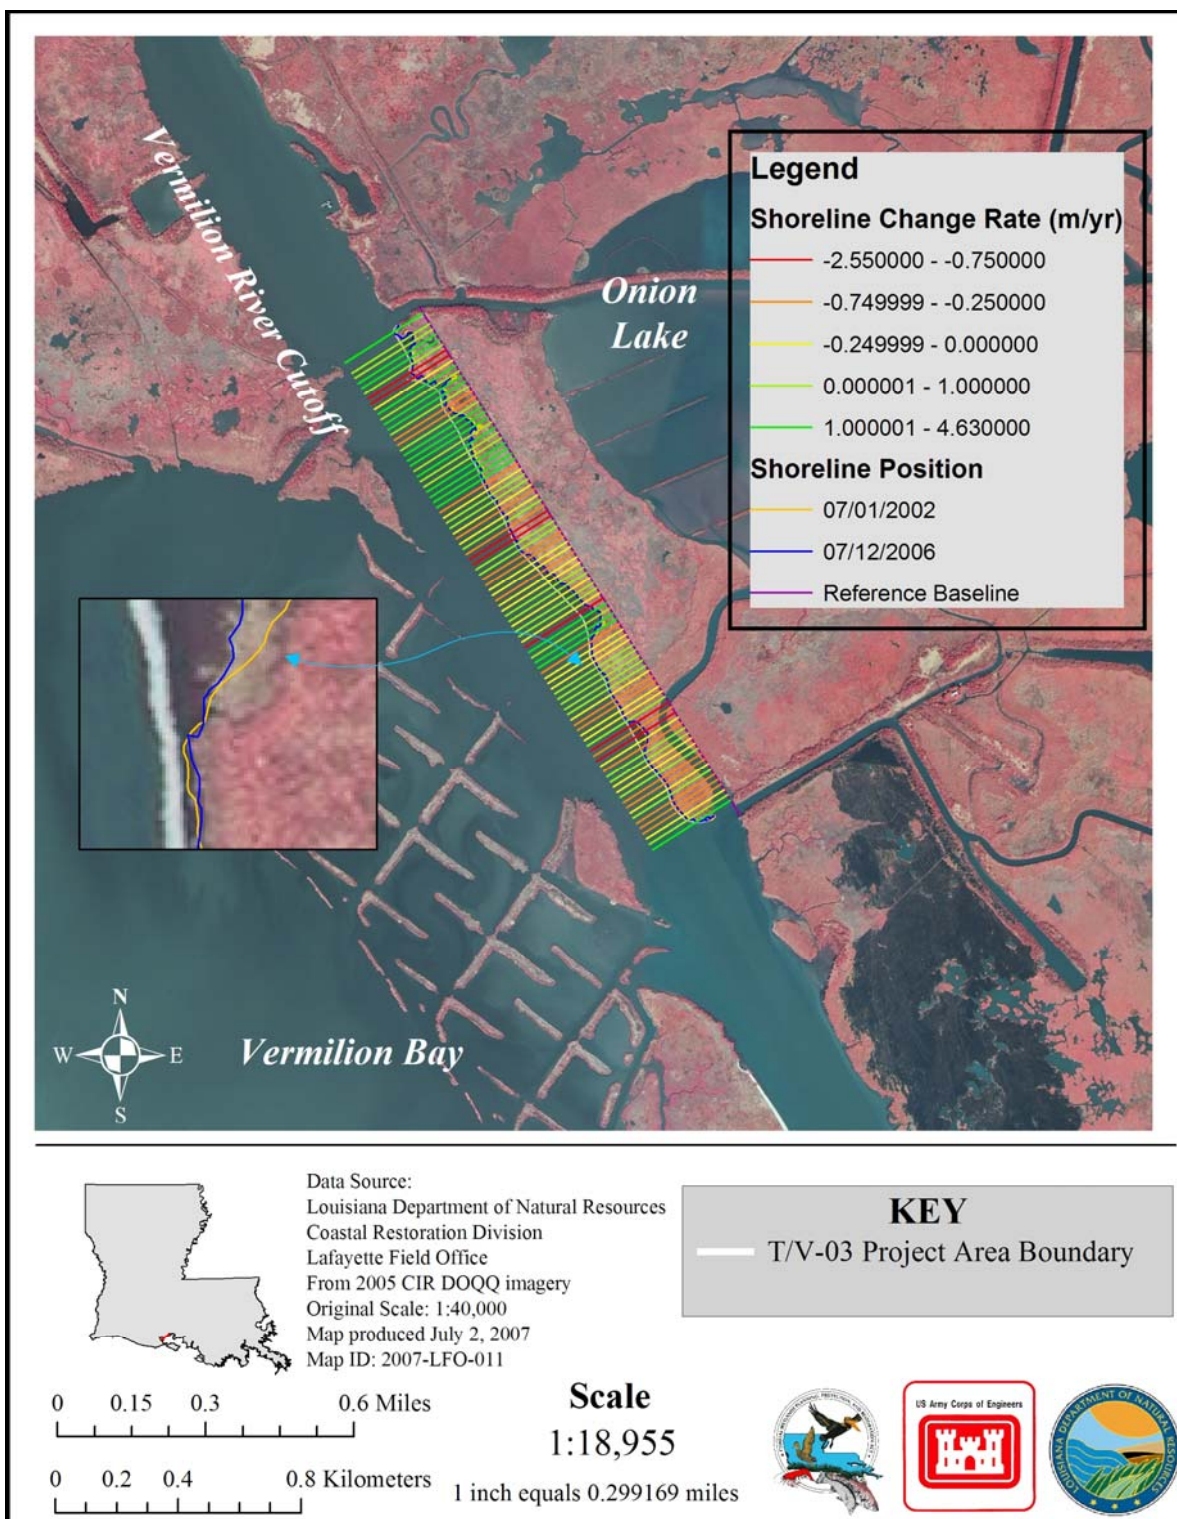 Vermilion River Cutoff
Onion
Lake
Legend
Shoreline Change Rate (m/yr)
-2.550000 - -0.750000
-0.749999 - -0.250000
-0.249999 - 0.000000
0.000001 - 1.000000
1.000001 - 4.630000
Shoreline Position
07/01/2002
07/12/2006
Reference Baseline
N
W E
S
Vermilion Bay
Data Source:
Louisiana Department of Natural Resources
Coastal Restoration Division
Lafayette Field Office
From 2005 CIR DOQQ imagery
Original Scale: 1:40,000
Map produced July 2, 2007
Map ID: 2007-LFO-011
KEY
T/V-03 Project Area Boundary
0 0.15 0.3 0.6 Miles
0 0.2 0.4 0.8 Kilometers
Scale
1:18,955
1 inch equals 0.299169 miles
US Army Corps of Engineers
LOUISIANA DEPARTMENT OF NATURAL RESOURCES